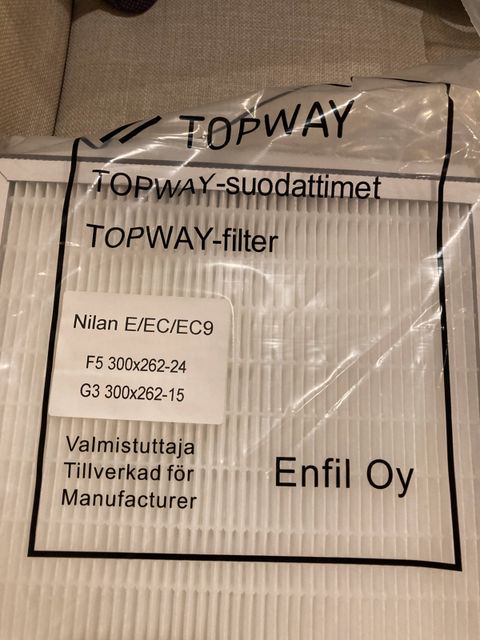 TOPWAY
TOPWAY-suodattimet
TOPWAY-filter
Nilan E/EC/EC9
F5 300x262-24
G3 300x262-15
Valmistuttaja
Tillverkad för
Manufacturer
Enfil Oy